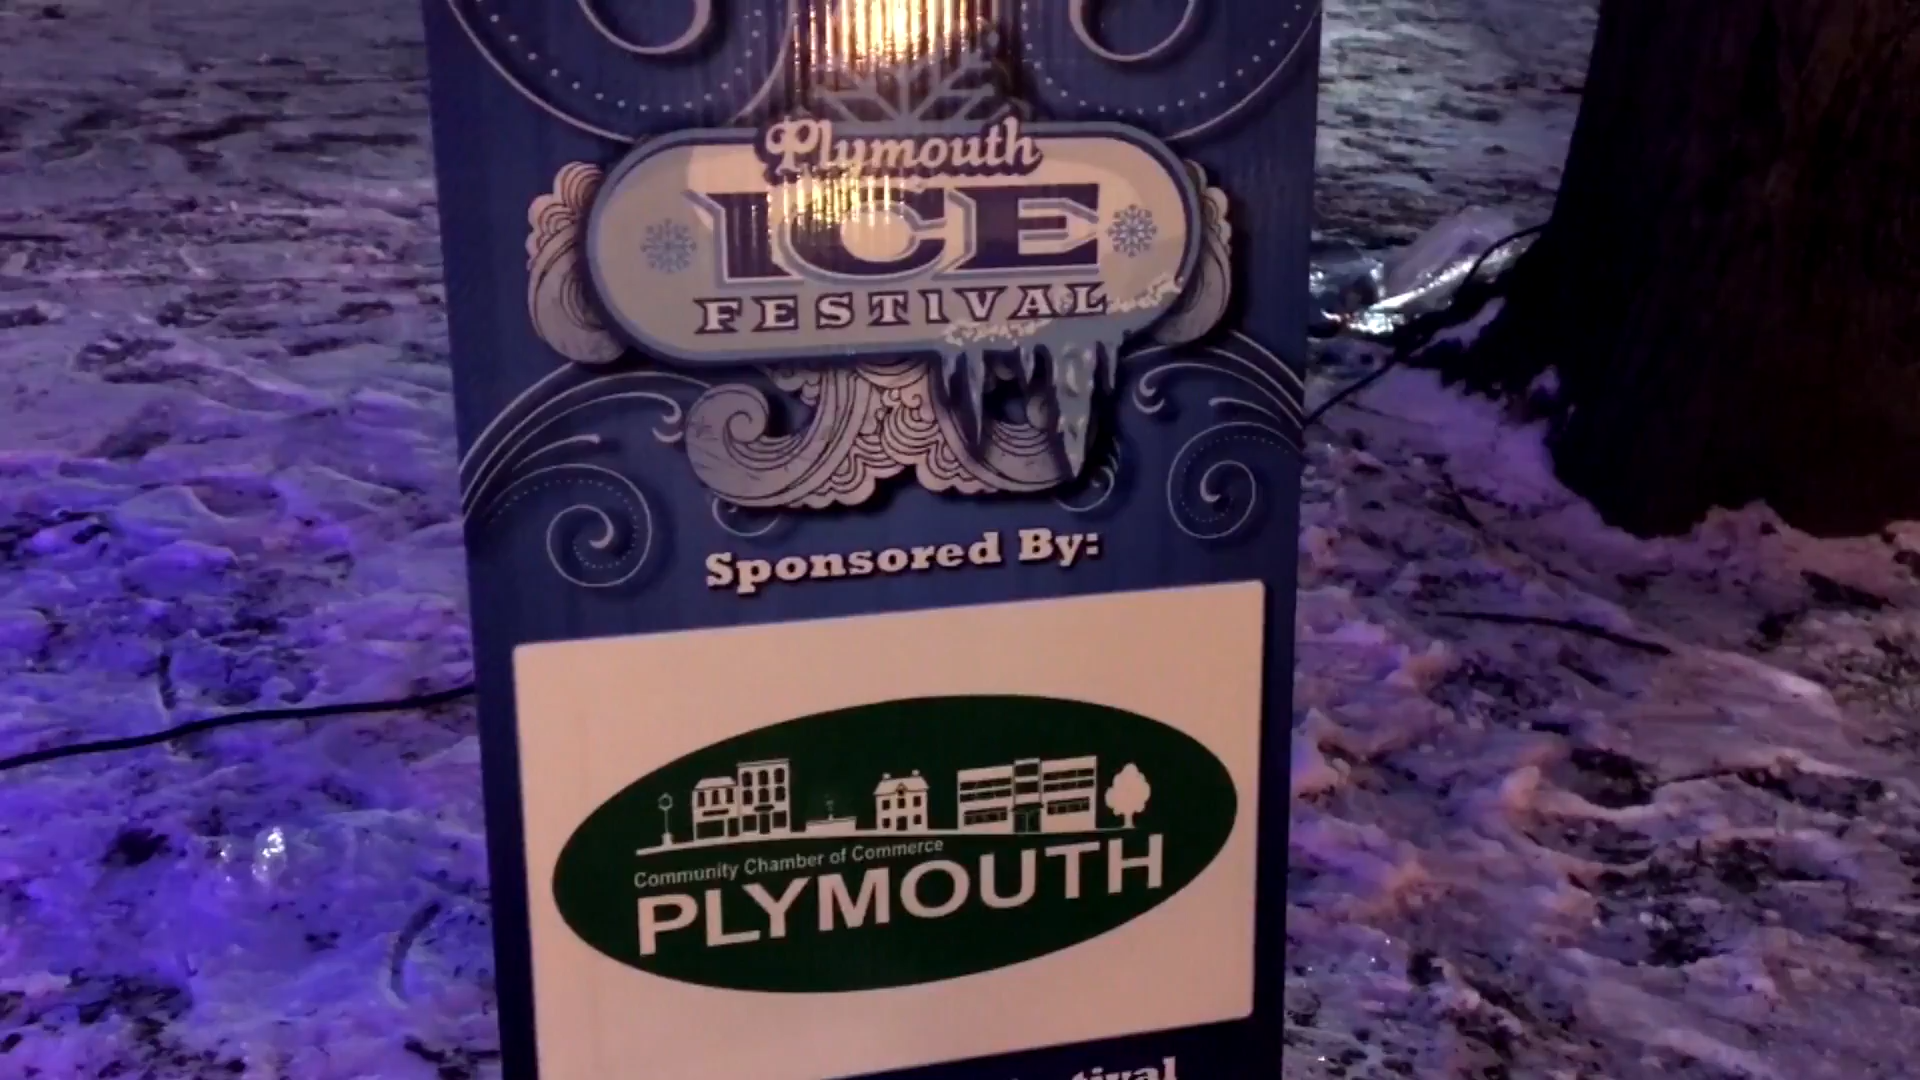 Plymouth
ICE
FESTIVAL
Sponsored By:
Community Chamber of Commerce
PLYMOUTH